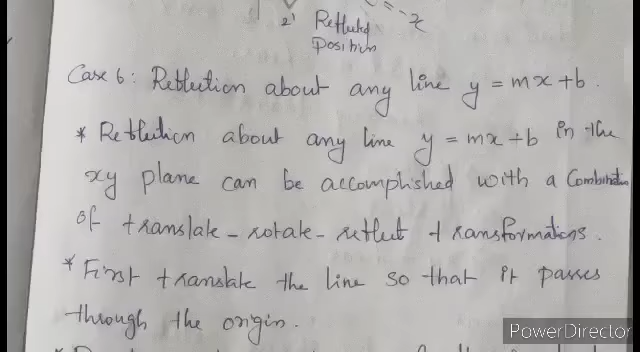 2' Reflected = -x
Position
Case 6: Reflection about any line y = mx + b.
* Reflection about any line y = mx + b in the
xy plane can be accomplished with a Combination
of translate - rotate - reflect transformations.
* First translate the line so that it passes
through the origin.
PowerDirector